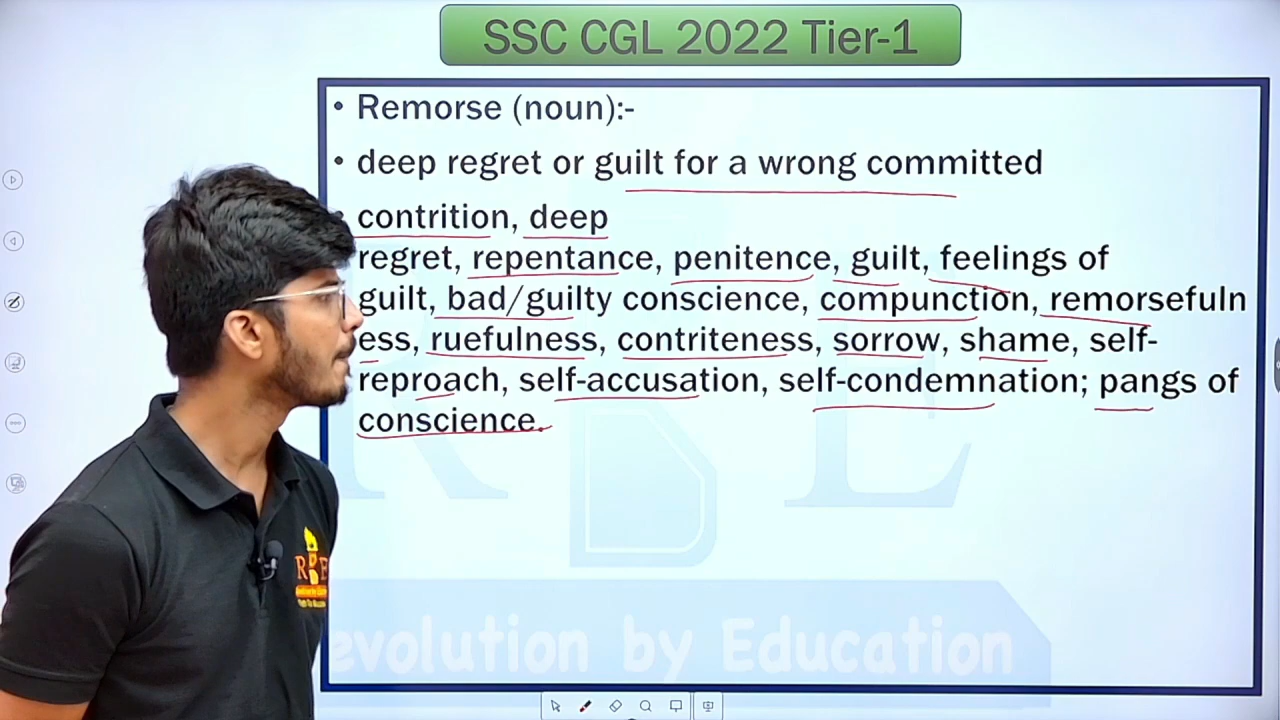 SSC CGL 2022 Tier-1
• Remorse (noun):-
• deep regret or guilt for a wrong committed
• contrition, deep
regret, repentance, penitence, guilt, feelings of
guilt, bad/guilty conscience, compunction, remorsefuln
ess, ruefulness, contriteness, sorrow, shame, self-
reproach, self-accusation, self-condemnation; pangs of
conscience.
R B E
evolution by Education
R B E